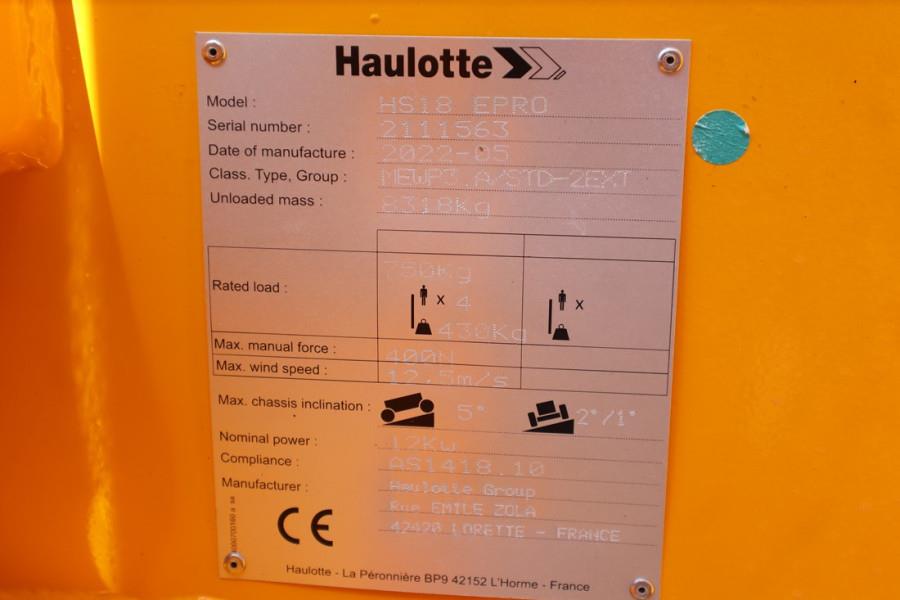 Haulotte
Model : HS18 EPRO
Serial number : 2111563
Date of manufacture : 2022-05
Class. Type, Group : MEWP3.A/STD-2EXT
Unloaded mass : 8318Kg
750Kg
Rated load : x 4 x
430Kg
Max. manual force : 400N
Max. wind speed : 12,5m/s
Max. chassis inclination : 5° 2°/1°
Nominal power : 12Kw
Compliance : AS1418.10
Manufacturer : Haulotte Group
Rue EMILE ZOLA
42420 LORETTE - FRANCE
CE
Haulotte - La Péronnière BP9 42152 L'Horme - France